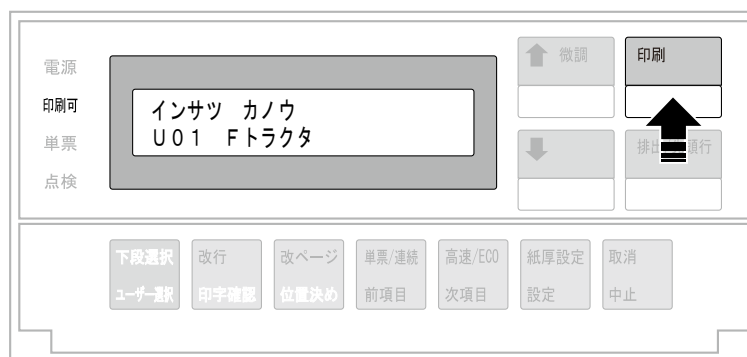 電源
印刷可
単票
点検
インサツ カノウ
U01 Fトラクタ
微調
印刷
排出 頭行
下段選択
ユーザー選択
改行
印字確認
改ページ
位置決め
単票/連続
前項目
高速/ECO
次項目
紙厚設定
設定
取消
中止